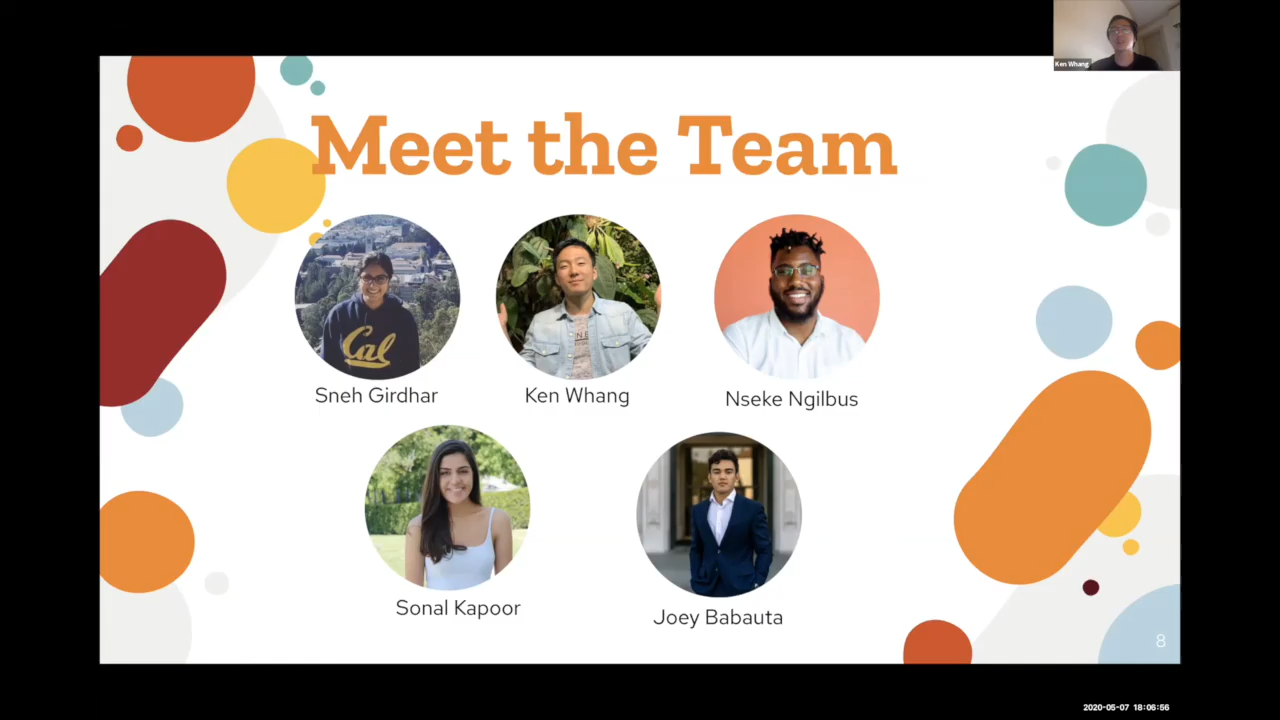 Ken Whang
Meet the Team
Cal
Sneh Girdhar
Ken Whang
Nseke Ngilbus
Sonal Kapoor
Joey Babauta
8
2020-05-07 18:06:56